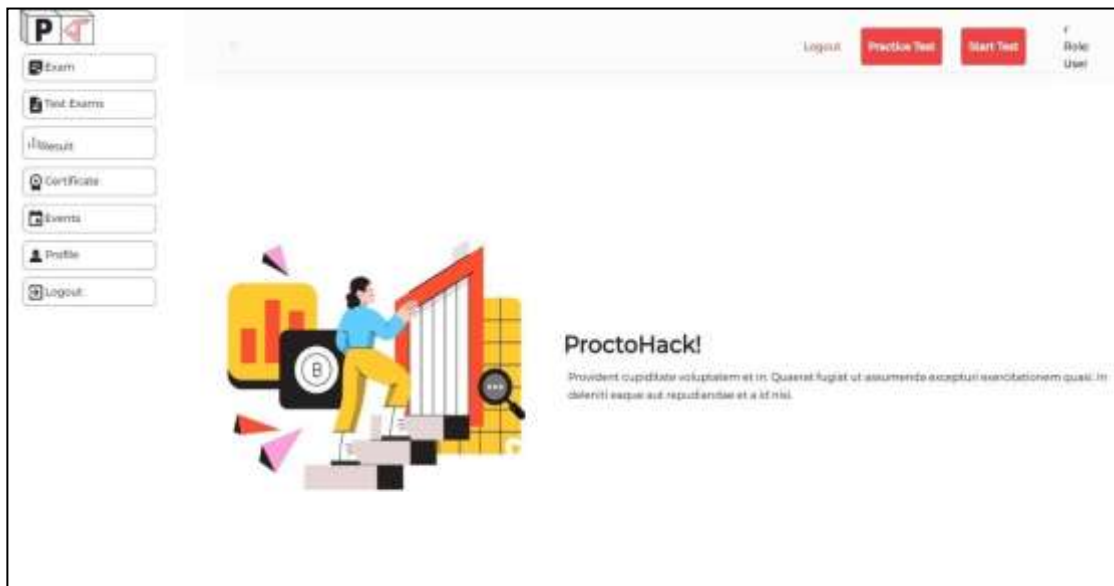 P
Logout
Practice Test
Start Test
r
Role:
User
Exam
Test Exams
Result
Certificate
Events
Profile
Logout
B
ProctoHack!
Provident cupiditate voluptatem et in. Quaerat fugiat ut assumenda excepturi exercitationem quasi. In
deleniti eaque aut repudiandae et a id nisi.